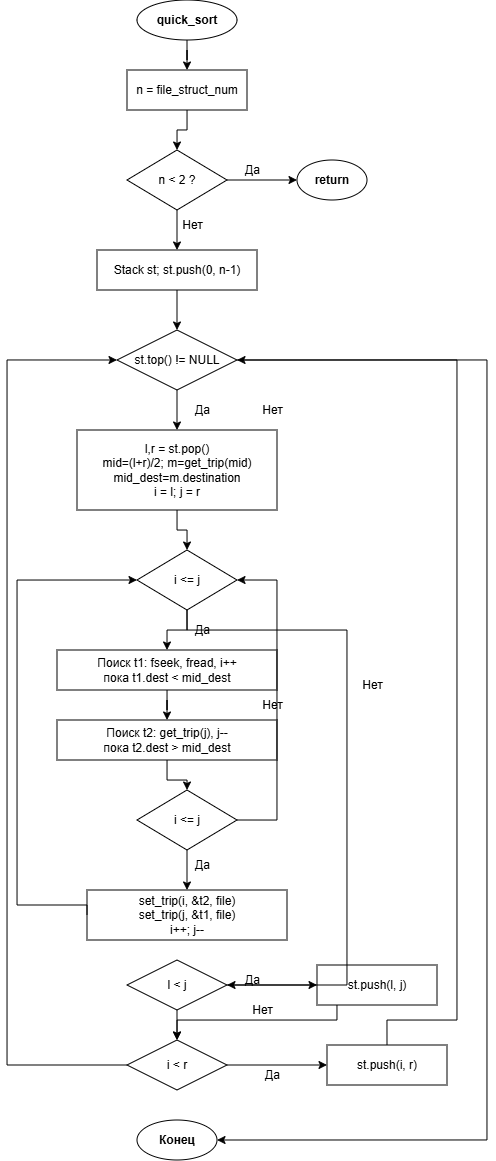 quick_sort
n = file_struct_num
n < 2 ?
Да
return
Нет
Stack st; st.push(0, n-1)
st.top() != NULL
Да
Нет
l,r = st.pop()
mid=(l+r)/2; m=get_trip(mid)
mid_dest=m.destination
i = l; j = r
i <= j
Да
Поиск t1: fseek, fread, i++
пока t1.dest < mid_dest
Нет
Нет
Поиск t2: get_trip(j), j--
пока t2.dest > mid_dest
i <= j
Да
set_trip(i, &t2, file)
set_trip(j, &t1, file)
i++; j--
l < j
Да
st.push(l, j)
Нет
i < r
Да
st.push(i, r)
Конец